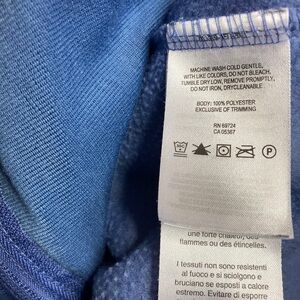 MACHINE WASH COLD GENTLE,
WITH LIKE COLORS, DO NOT BLEACH,
TUMBLE DRY LOW, REMOVE PROMPTLY,
DO NOT IRON, DRYCLEANABLE
BODY: 100% POLYESTER
EXCLUSIVE OF TRIMMING
RN 69724
CA 05367
P
une forte chaleur, des
flammes ou des étincelles.
I tessuti non sono resistenti
al fuoco e si sciolgono e
bruciano se esposti a calore
estremo. Evitare di esporre